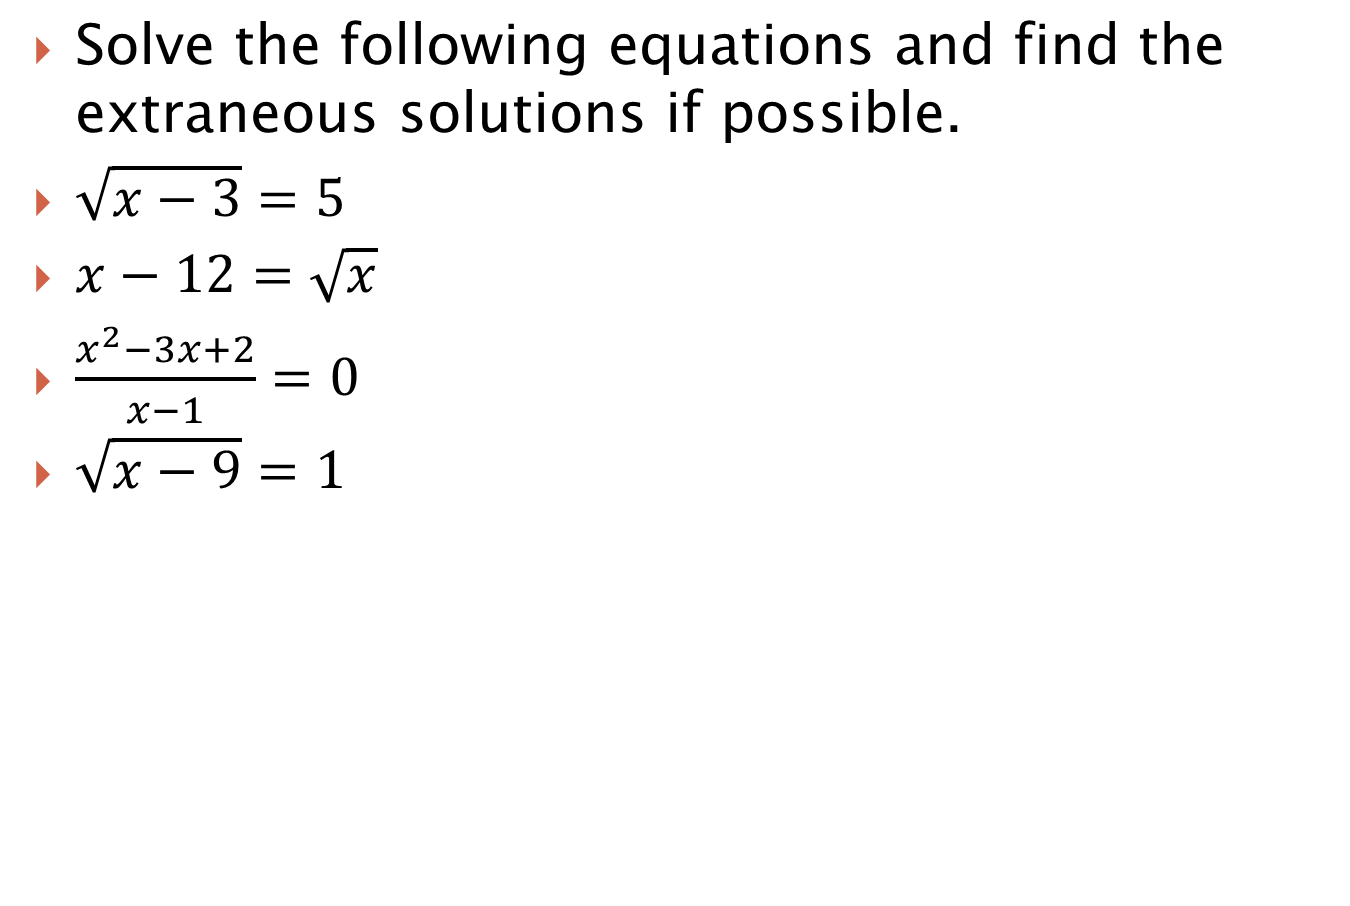 Solve the following equations and find the
extraneous solutions if possible.
√(x − 3) = 5
x − 12 = √x
(x² − 3x + 2)/(x − 1) = 0
√(x − 9) = 1